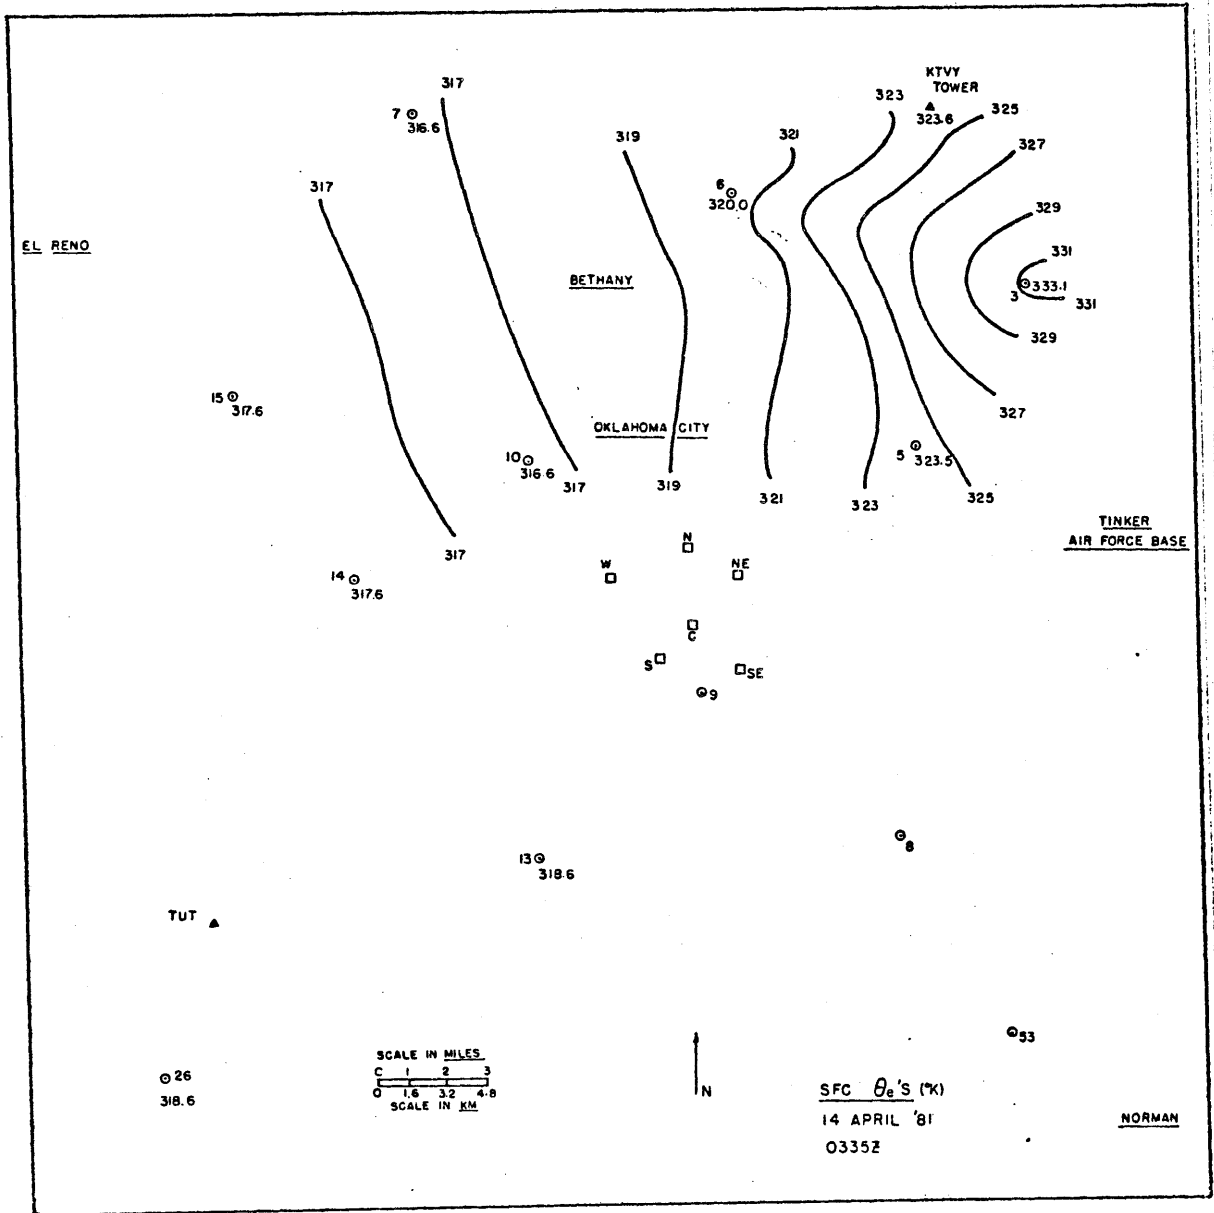 KTVY
TOWER
323.6
317
7
316.6
323
325
319
321
327
6
320.0
317
329
EL RENO
331
BETHANY
3
333.1
331
329
15
317.6
327
OKLAHOMA CITY
10
316.6
5
323.5
317
319
321
323
325
TINKER
AIR FORCE BASE
317
N
W
NE
14
317.6
C
S
SE
9
8
13
318.6
TUT
53
26
318.6
SCALE IN MILES
C 1 2 3
0 1.6 3.2 4.8
SCALE IN KM
N
SFC θe'S (°K)
14 APRIL '81
0335Z
NORMAN